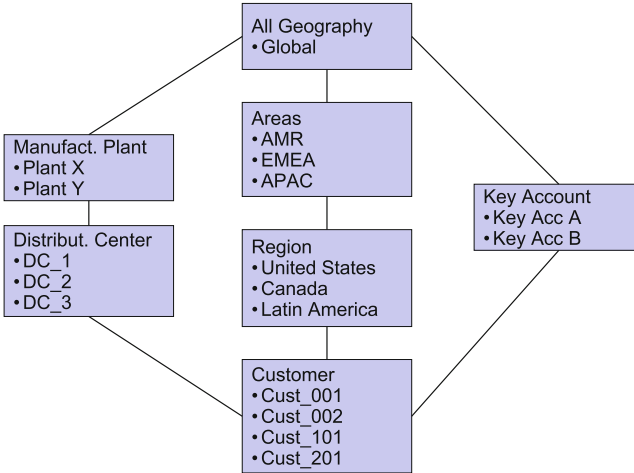 All Geography
• Global
Manufact. Plant
• Plant X
• Plant Y
Distribut. Center
• DC_1
• DC_2
• DC_3
Areas
• AMR
• EMEA
• APAC
Region
• United States
• Canada
• Latin America
Key Account
• Key Acc A
• Key Acc B
Customer
• Cust_001
• Cust_002
• Cust_101
• Cust_201